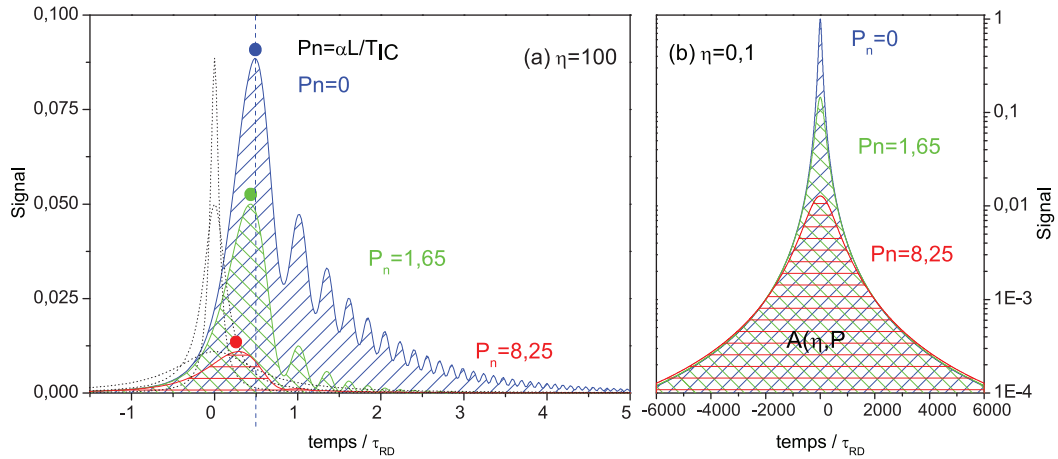 0,100
0,075
0,050
0,025
0,000
Signal
Pn=αL/TIC
Pn=0
(a) η=100
Pn=1,65
Pn=8,25
-1 0 1 2 3 4 5
temps / τRD
(b) η=0,1
Pn=0
Pn=1,65
Pn=8,25
A(η,P
1
0,1
0,01
1E-3
1E-4
Signal
-6000 -4000 -2000 0 2000 4000 6000
temps / τRD